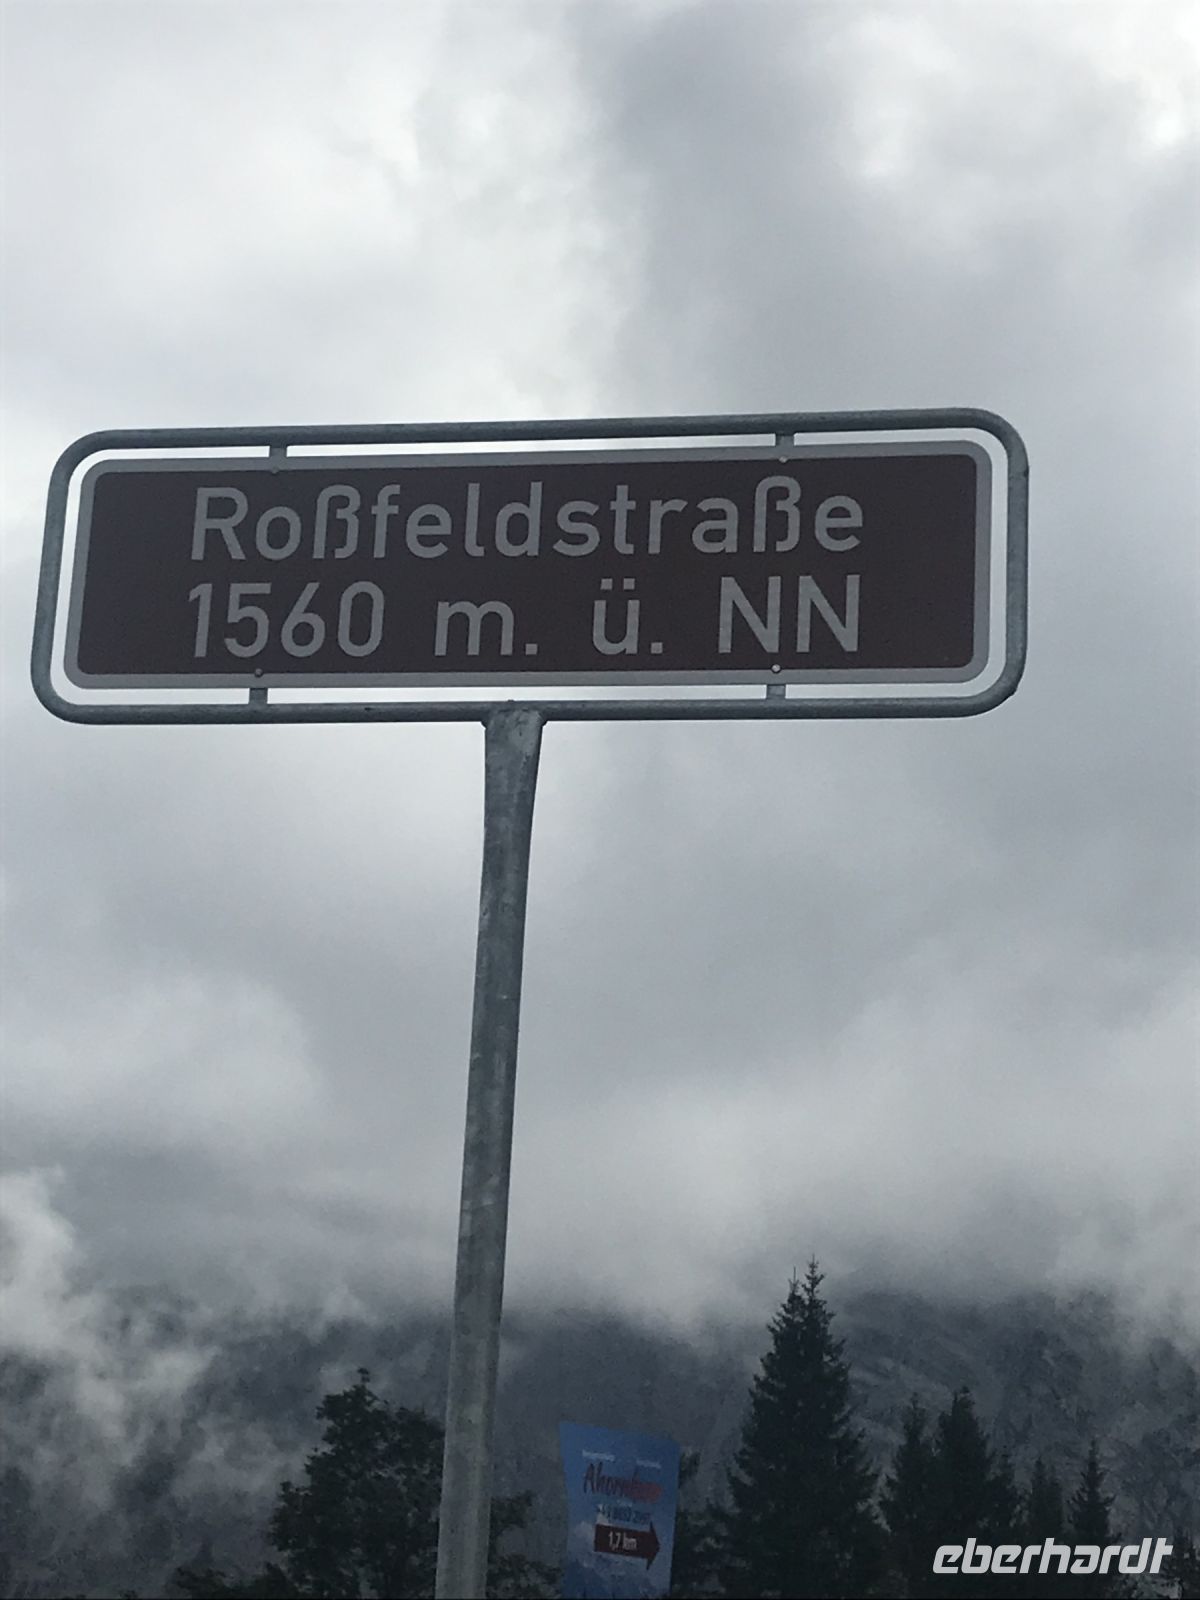 Roßfeldstraße
1560 m. ü. NN
1,7 km
eberhardt